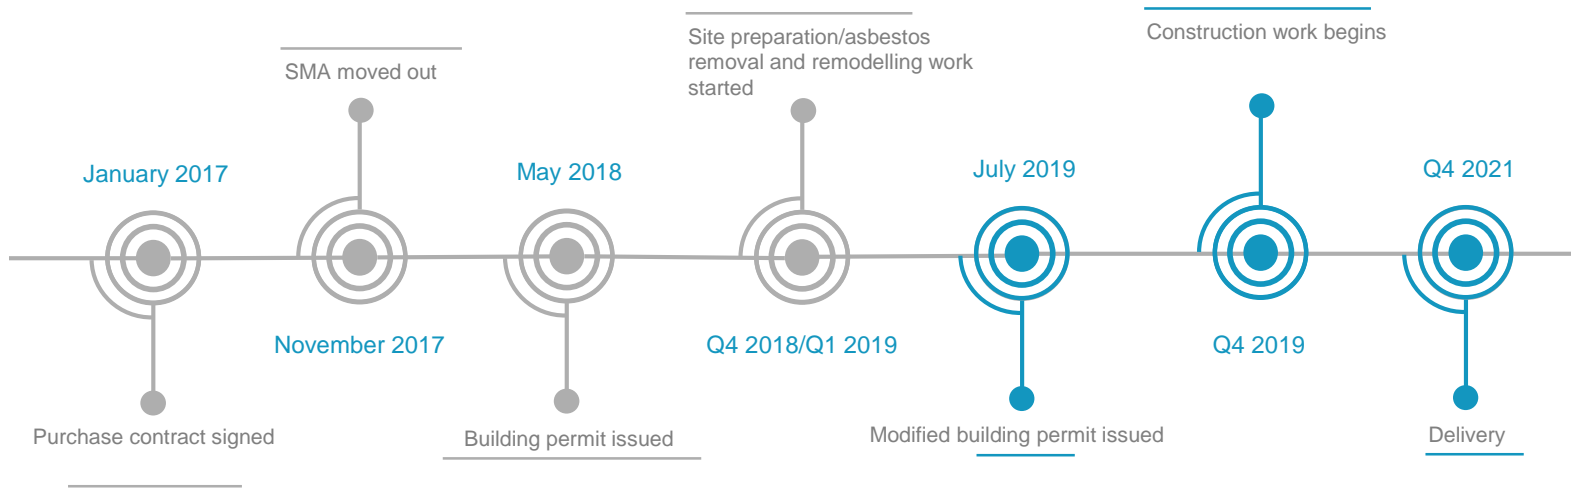 January 2017
Purchase contract signed
SMA moved out
November 2017
May 2018
Building permit issued
Site preparation/asbestos
removal and remodelling work
started
Q4 2018/Q1 2019
July 2019
Modified building permit issued
Construction work begins
Q4 2019
Q4 2021
Delivery